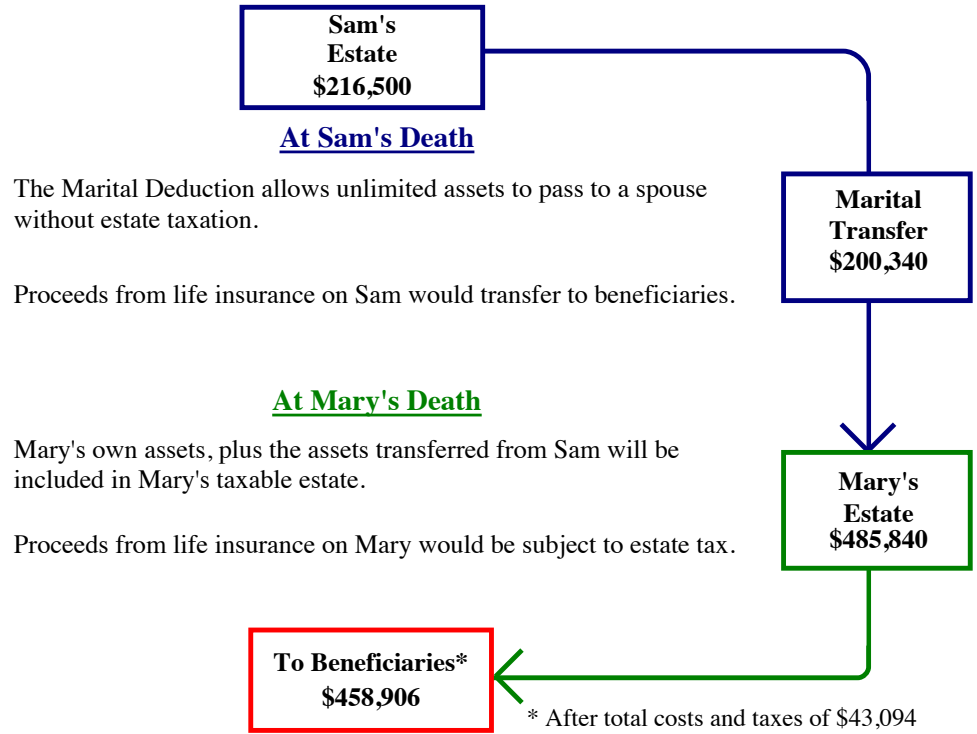 Sam's
Estate
$216,500
At Sam's Death
The Marital Deduction allows unlimited assets to pass to a spouse
without estate taxation.
Marital
Transfer
$200,340
Proceeds from life insurance on Sam would transfer to beneficiaries.
At Mary's Death
Mary's own assets, plus the assets transferred from Sam will be
included in Mary's taxable estate.
Mary's
Estate
$485,840
Proceeds from life insurance on Mary would be subject to estate tax.
To Beneficiaries*
$458,906
* After total costs and taxes of $43,094